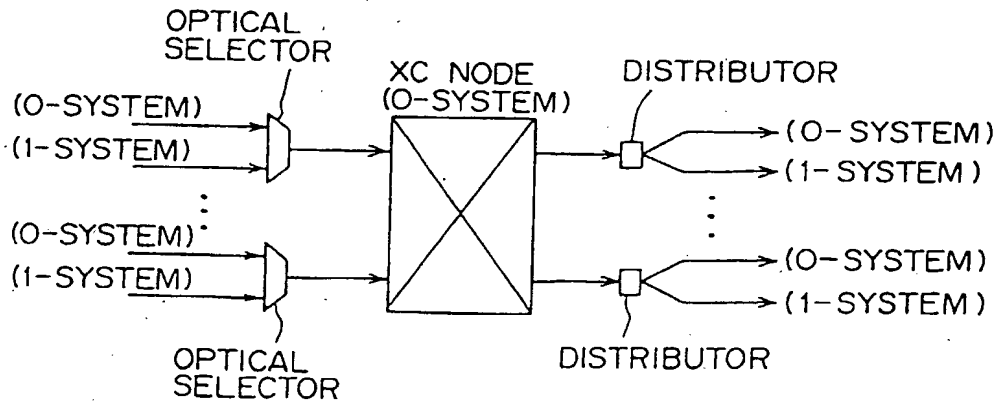 OPTICAL
SELECTOR
XC NODE
(0-SYSTEM)
DISTRIBUTOR
(0-SYSTEM)
(1-SYSTEM)
(0-SYSTEM)
(1-SYSTEM)
(0-SYSTEM)
(1-SYSTEM)
(0-SYSTEM)
(1-SYSTEM)
OPTICAL
SELECTOR
DISTRIBUTOR